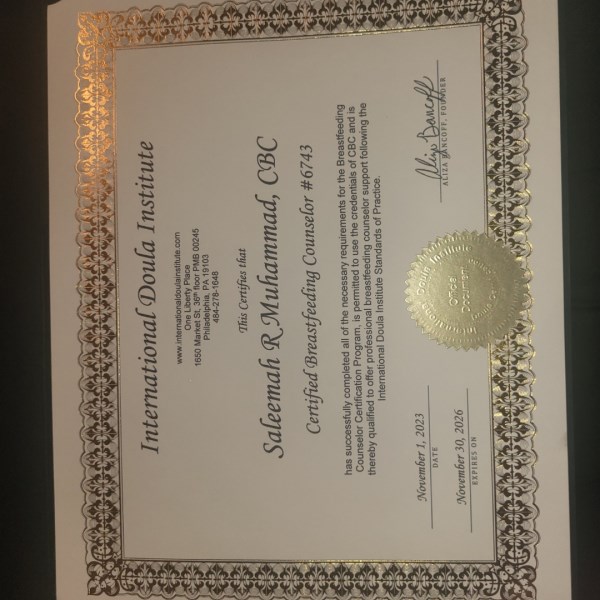 International Doula Institute
www.internationaldoulainstitute.com
One Liberty Place
1650 Market St, 36th floor PMB 00245
Philadelphia, PA 19103
484-278-1648
This Certifies that
Saleemah R Muhammad, CBC
Certified Breastfeeding Counselor #6743
has successfully completed all of the necessary requirements for the Breastfeeding
Counselor Certification Program, is permitted to use the credentials of CBC and is
thereby qualified to offer professional breastfeeding counselor support following the
International Doula Institute Standards of Practice.
November 1, 2023
DATE
November 30, 2026
EXPIRES ON
Aliza Bancoff
ALIZA BANCOFF, FOUNDER